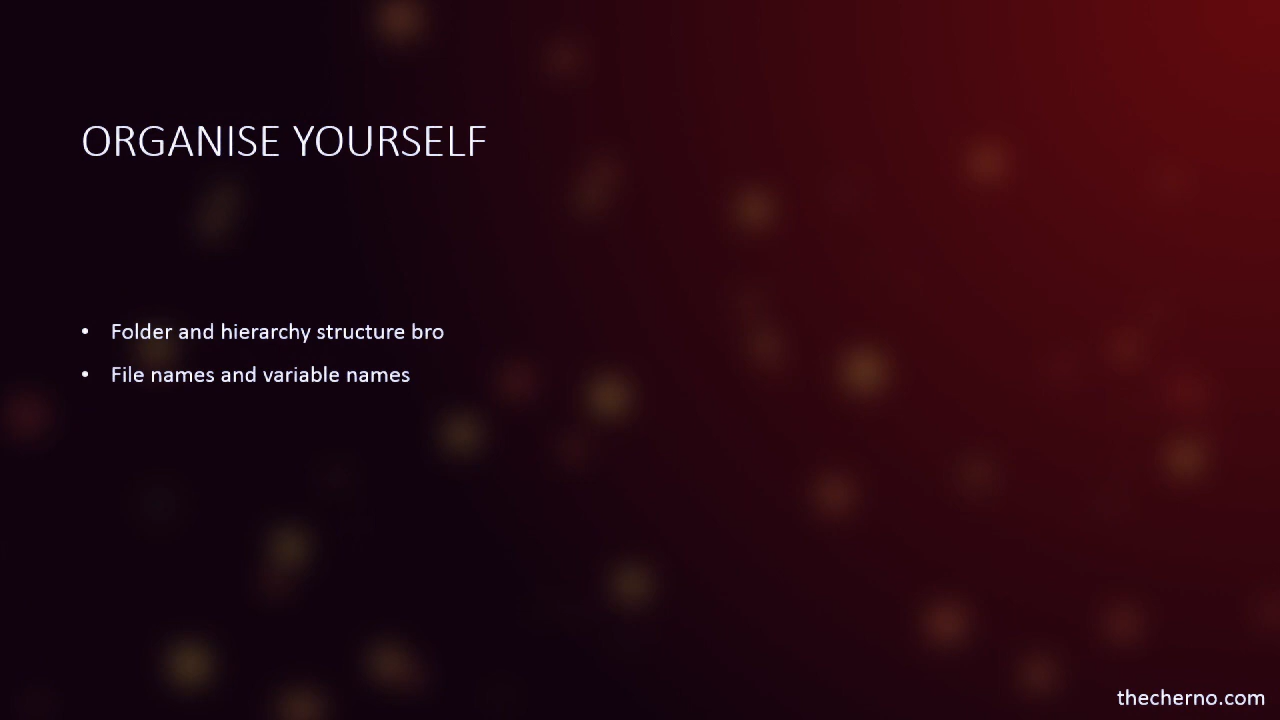 ORGANISE YOURSELF
• Folder and hierarchy structure bro
• File names and variable names
thecherno.com